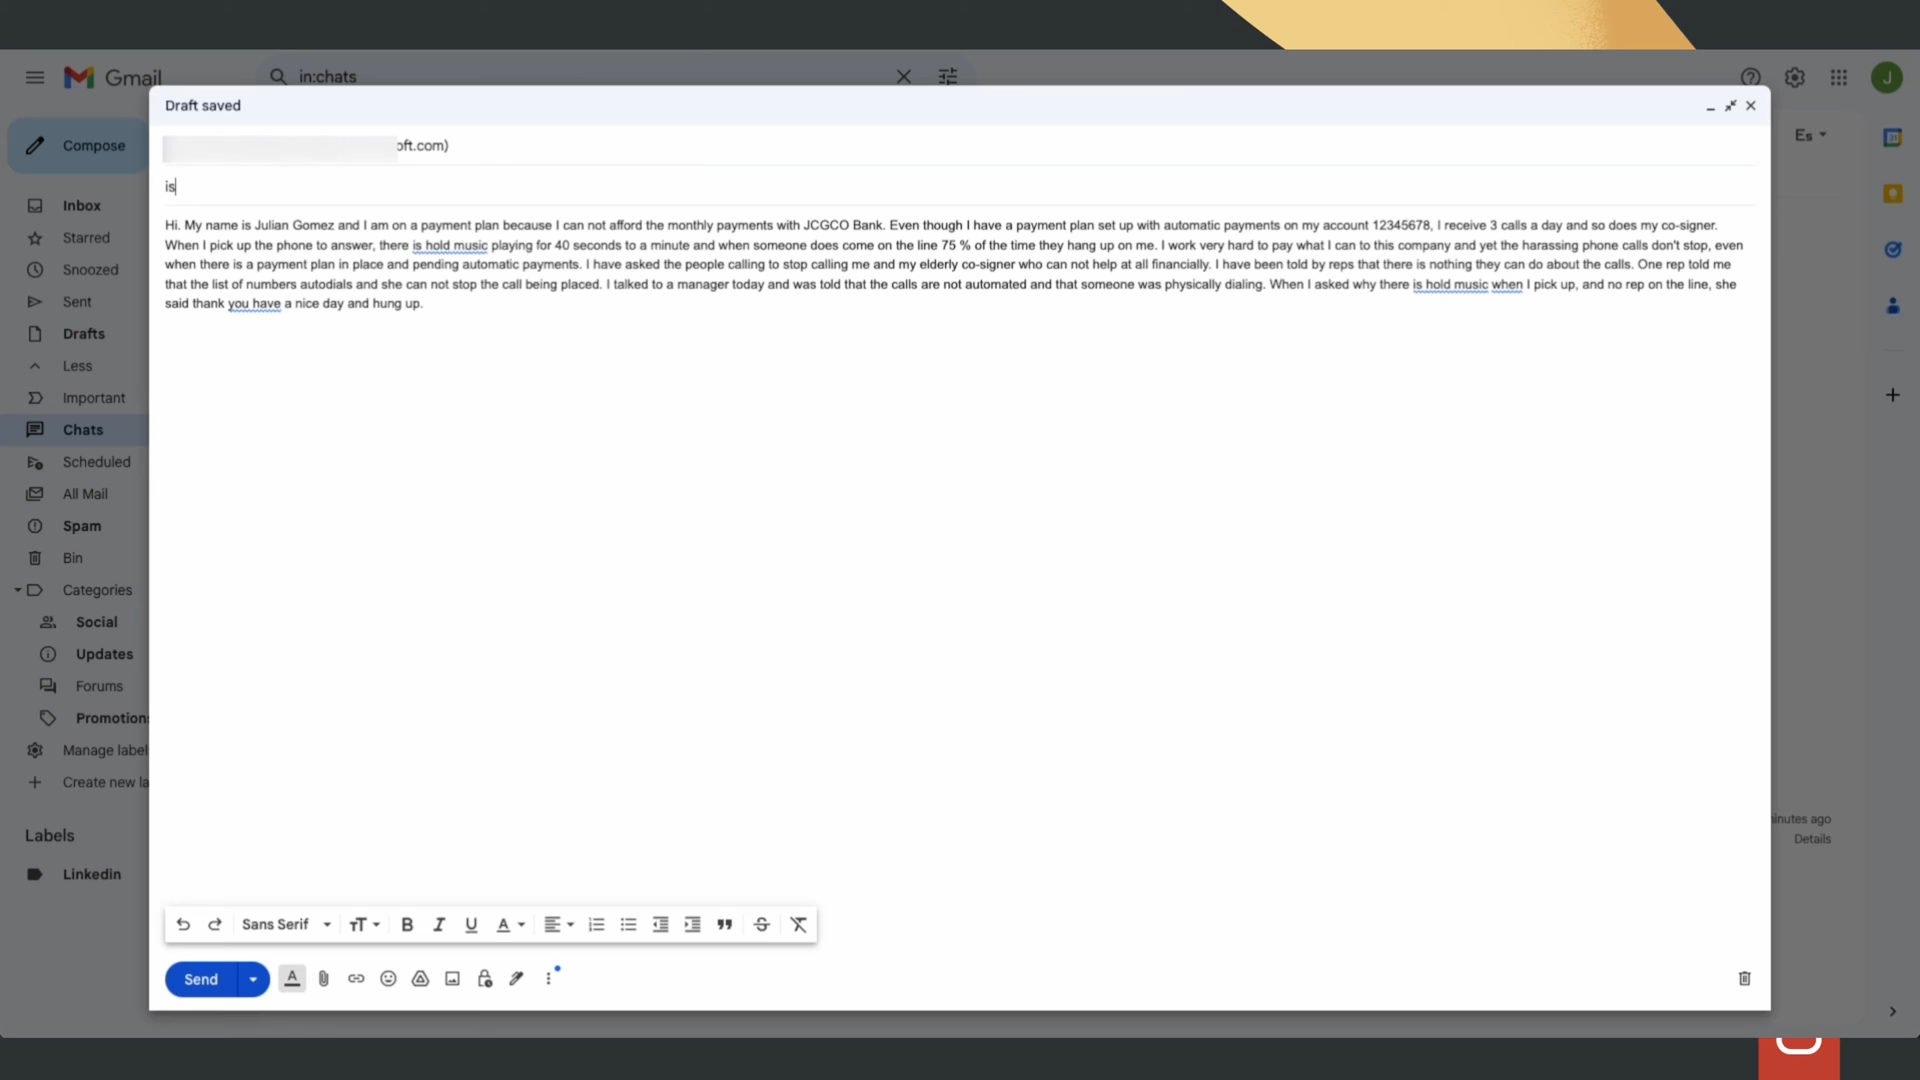 Gmail
in:chats
J
Draft saved
Compose
oft.com)
Es
is
Inbox
Hi. My name is Julian Gomez and I am on a payment plan because I can not afford the monthly payments with JCGCO Bank. Even though I have a payment plan set up with automatic payments on my account 12345678, I receive 3 calls a day and so does my co-signer.
When I pick up the phone to answer, there is hold music playing for 40 seconds to a minute and when someone does come on the line 75 % of the time they hang up on me. I work very hard to pay what I can to this company and yet the harassing phone calls don't stop, even
when there is a payment plan in place and pending automatic payments. I have asked the people calling to stop calling me and my elderly co-signer who can not help at all financially. I have been told by reps that there is nothing they can do about the calls. One rep told me
that the list of numbers autodials and she can not stop the call being placed. I talked to a manager today and was told that the calls are not automated and that someone was physically dialing. When I asked why there is hold music when I pick up, and no rep on the line, she
said thank you have a nice day and hung up.
Starred
Snoozed
Sent
Drafts
Less
Important
Chats
Scheduled
All Mail
Spam
Bin
Categories
Social
Updates
Forums
Promotion
Manage label
Create new la
Labels
Linkedin
inutes ago
Details
Sans Serif
Send